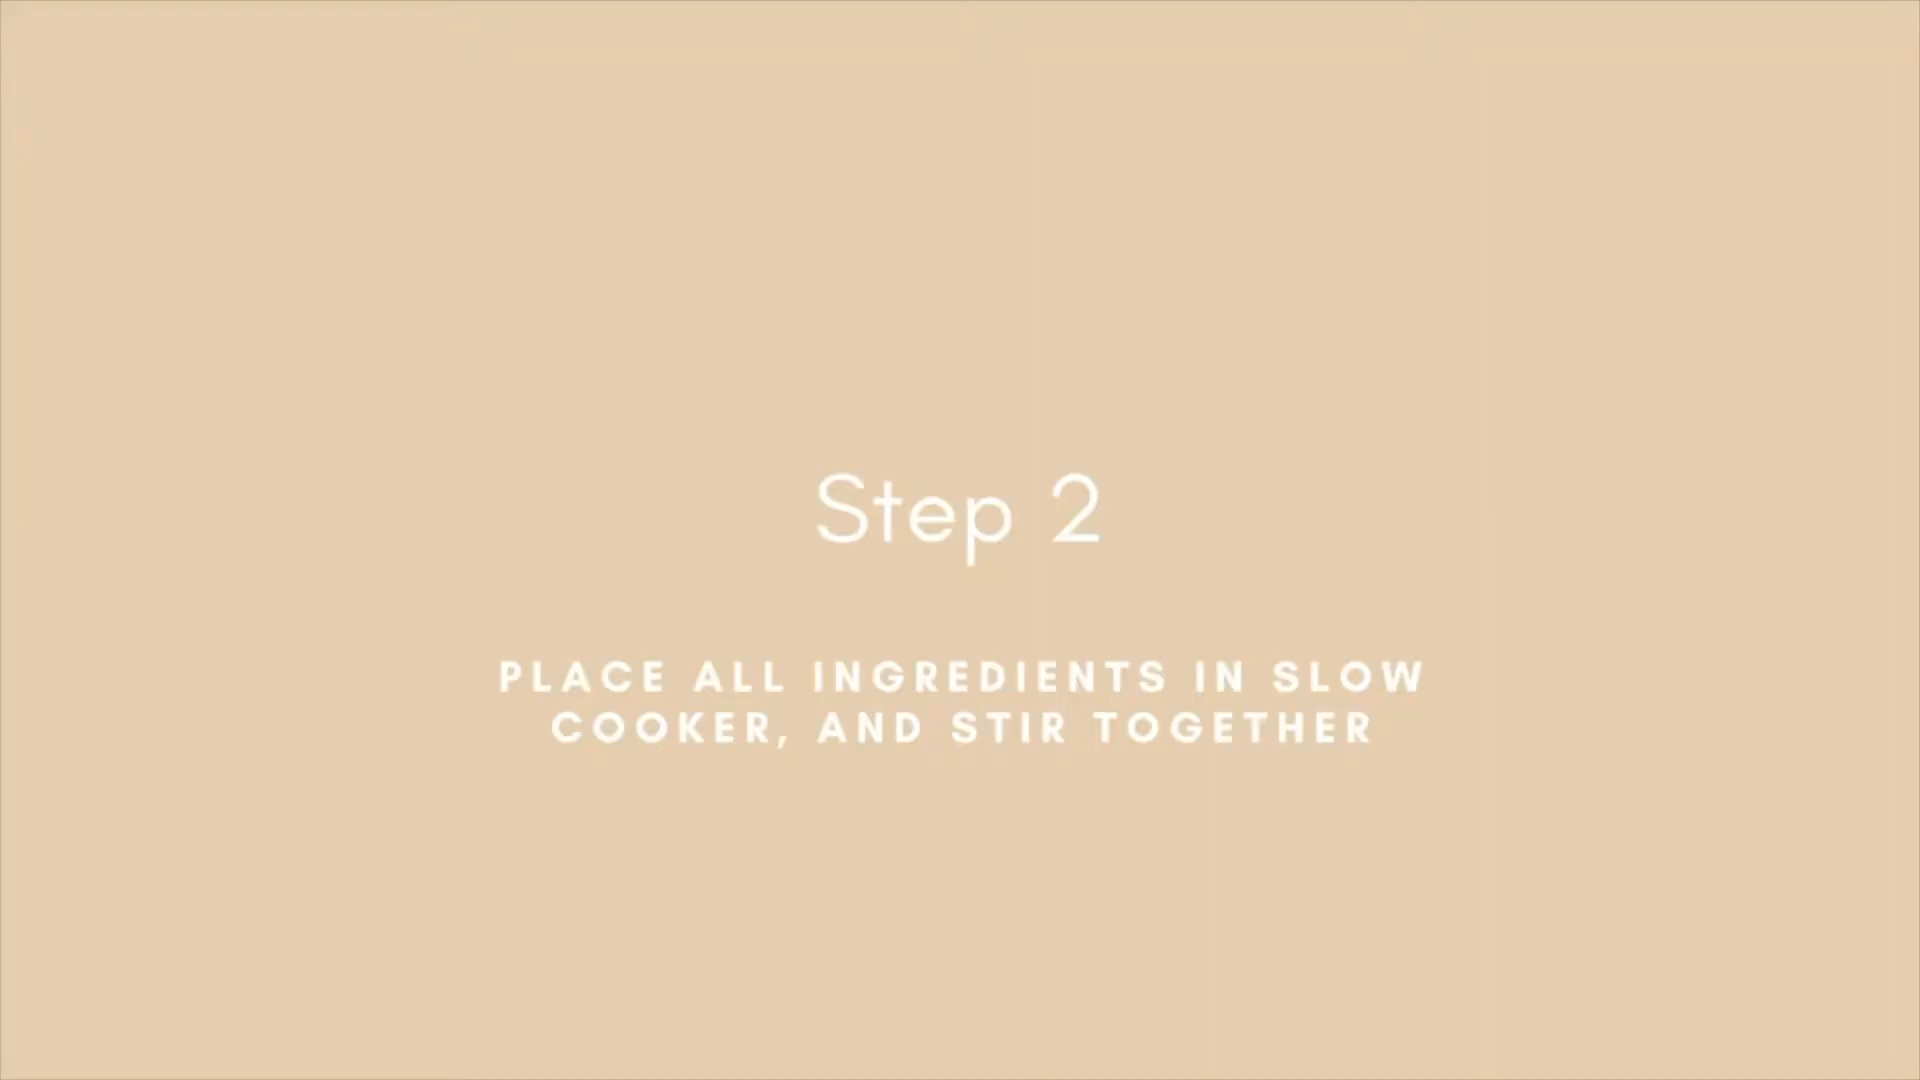 Step 2
PLACE ALL INGREDIENTS IN SLOW
COOKER, AND STIR TOGETHER